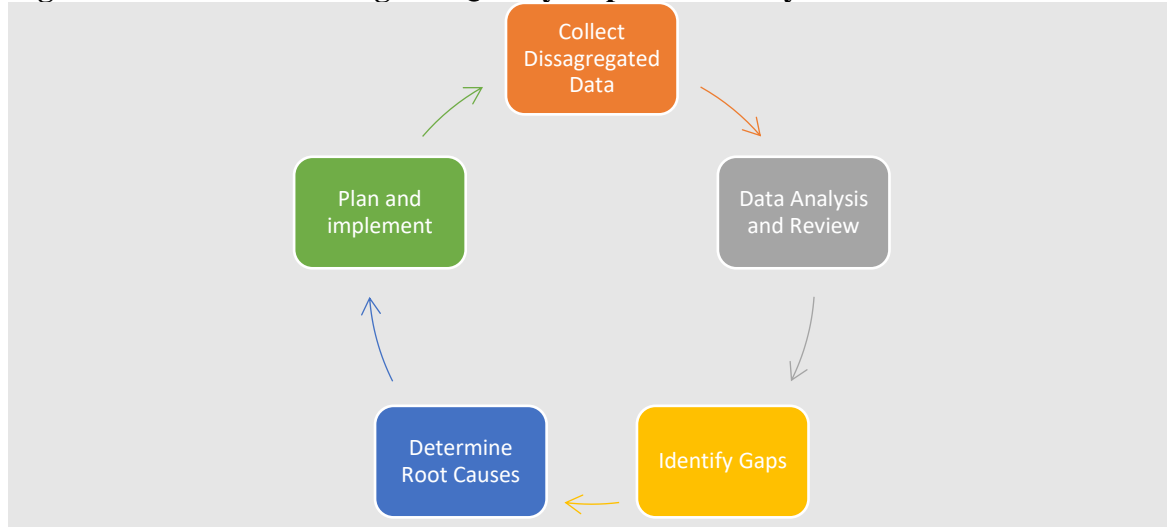 Collect
Dissagregated
Data
Data Analysis
and Review
Identify Gaps
Determine
Root Causes
Plan and
implement